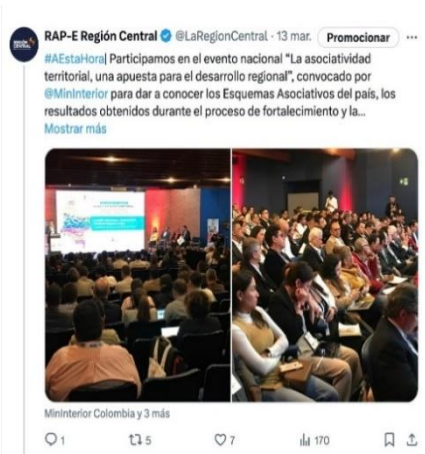 RAP-E Región Central @LaRegionCentral · 13 mar. Promocionar ...
#AEstaHora| Participamos en el evento nacional “La asociatividad
territorial, una apuesta para el desarrollo regional”, convocado por
@MinInterior para dar a conocer los Esquemas Asociativos del país, los
resultados obtenidos durante el proceso de fortalecimiento y la...
Mostrar más
MinInterior Colombia y 3 más
1 5 7 170